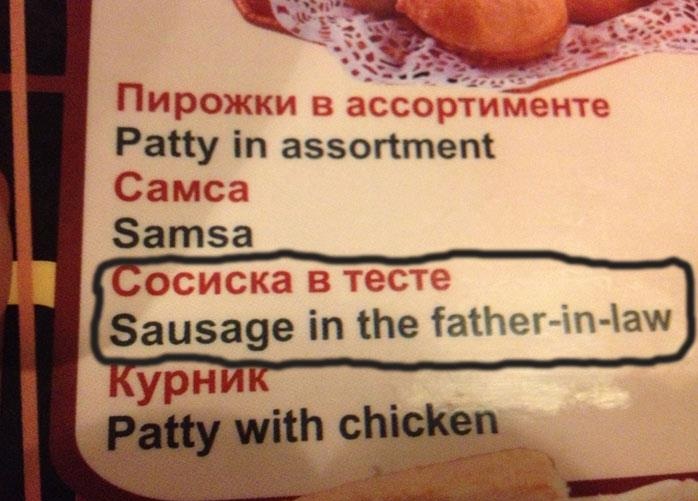 Пирожки в ассортименте
Patty in assortment
Самса
Samsa
Сосиска в тесте
Sausage in the father-in-law
Курник
Patty with chicken